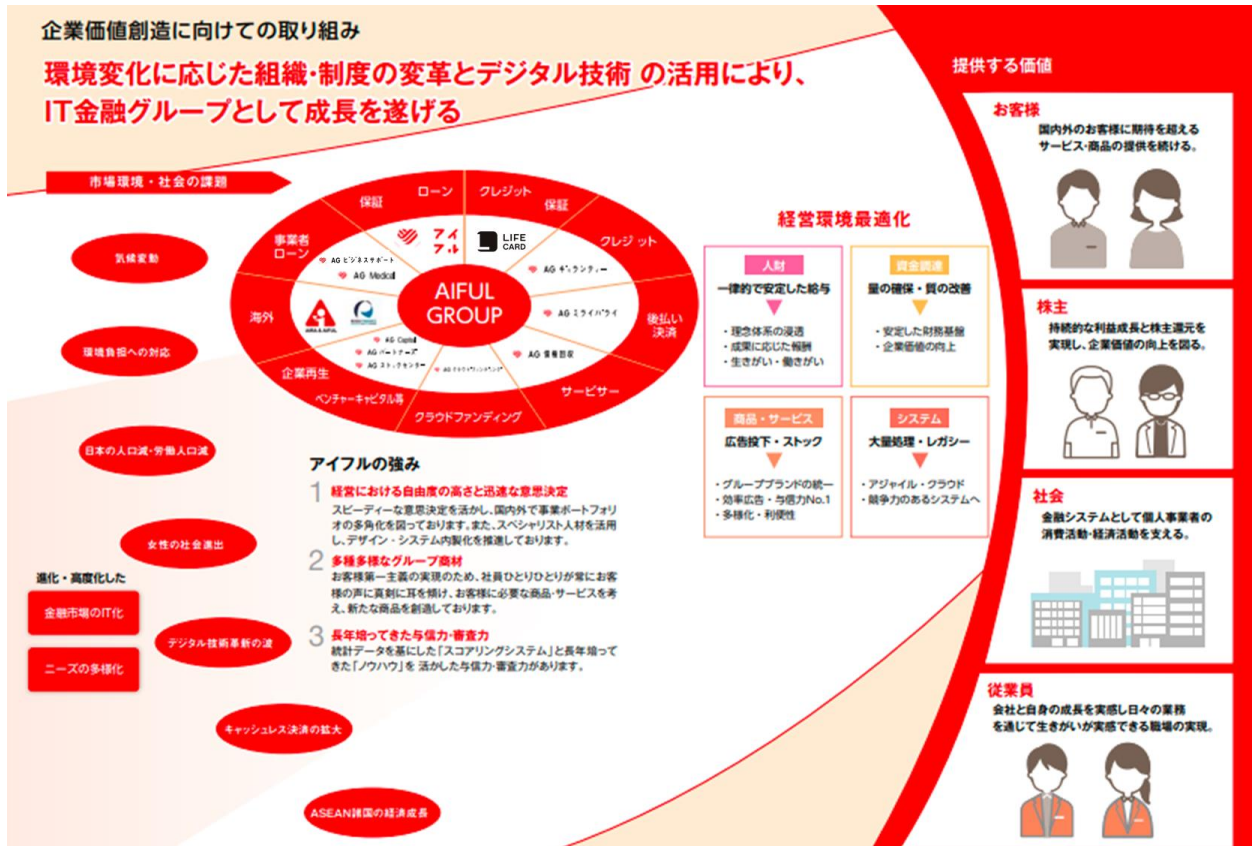 企業価値創造に向けての取り組み
環境変化に応じた組織・制度の変革とデジタル技術 の活用により、
IT金融グループとして成長を遂げる
市場環境・社会の課題
気候変動
環境負担への対応
日本の人口減・労働人口減
女性の社会進出
進化・高度化した
金融市場のIT化
ニーズの多様化
デジタル技術革新の波
キャッシュレス決済の拡大
ASEAN諸国の経済成長
保証
ローン
クレジット
保証
クレジット
後払い
決済
サービサー
クラウドファンディング
ベンチャーキャピタル等
企業再生
海外
事業者
ローン
アイ
フル
LIFE
CARD
AG ギャランティー
AG ミライバライ
AG 債権回収
AG クラウドファンディング
AG Capital
AG パートナーズ
AG ストックセンター
AG ビジネスサポート
AG Medical
AIFUL
GROUP
アイフルの強み
1 経営における自由度の高さと迅速な意思決定
スピーディーな意思決定を活かし、国内外で事業ポートフォリ
オの多角化を図っております。また、スペシャリスト人材を活用
し、デザイン・システム内製化を推進しております。
2 多種多様なグループ商材
お客様第一主義の実現のため、社員ひとりひとりが常にお客
様の声に真剣に耳を傾け、お客様に必要な商品・サービスを考
え、新たな商品を創造しております。
3 長年培ってきた与信力・審査力
統計データを基にした「スコアリングシステム」と長年培って
きた「ノウハウ」を 活かした与信力・審査力があります。
経営環境最適化
人財
一律的で安定した給与
・理念体系の浸透
・成果に応じた報酬
・生きがい・働きがい
資金調達
量の確保・質の改善
・安定した財務基盤
・企業価値の向上
商品・サービス
広告投下・ストック
・グループブランドの統一
・効率広告・与信力No.1
・多様化・利便性
システム
大量処理・レガシー
・アジャイル・クラウド
・競争力のあるシステムへ
提供する価値
お客様
国内外のお客様に期待を超える
サービス・商品の提供を続ける。
株主
持続的な利益成長と株主還元を
実現し、企業価値の向上を図る。
社会
金融システムとして個人事業者の
消費活動・経済活動を支える。
従業員
会社と自身の成長を実感し日々の業務
を通じて生きがいが実感できる職場の実現。